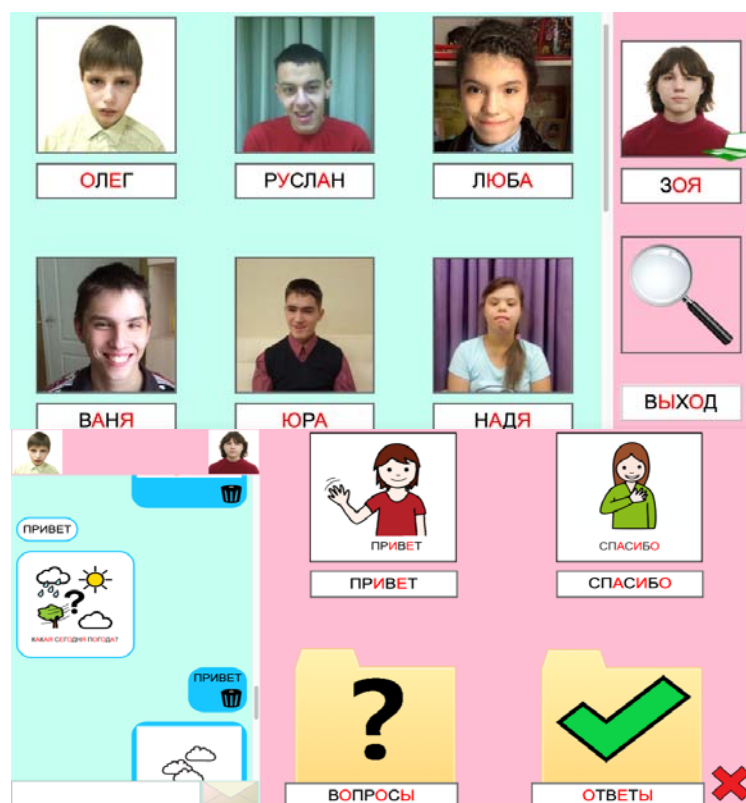 ОЛЕГ
РУСЛАН
ЛЮБА
ЗОЯ
ВАНЯ
ЮРА
НАДЯ
ВЫХОД
ПРИВЕТ
КАКАЯ СЕГОДНЯ ПОГОДА?
ПРИВЕТ
ПРИВЕТ
СПАСИБО
ПРИВЕТ
СПАСИБО
ВОПРОСЫ
ОТВЕТЫ